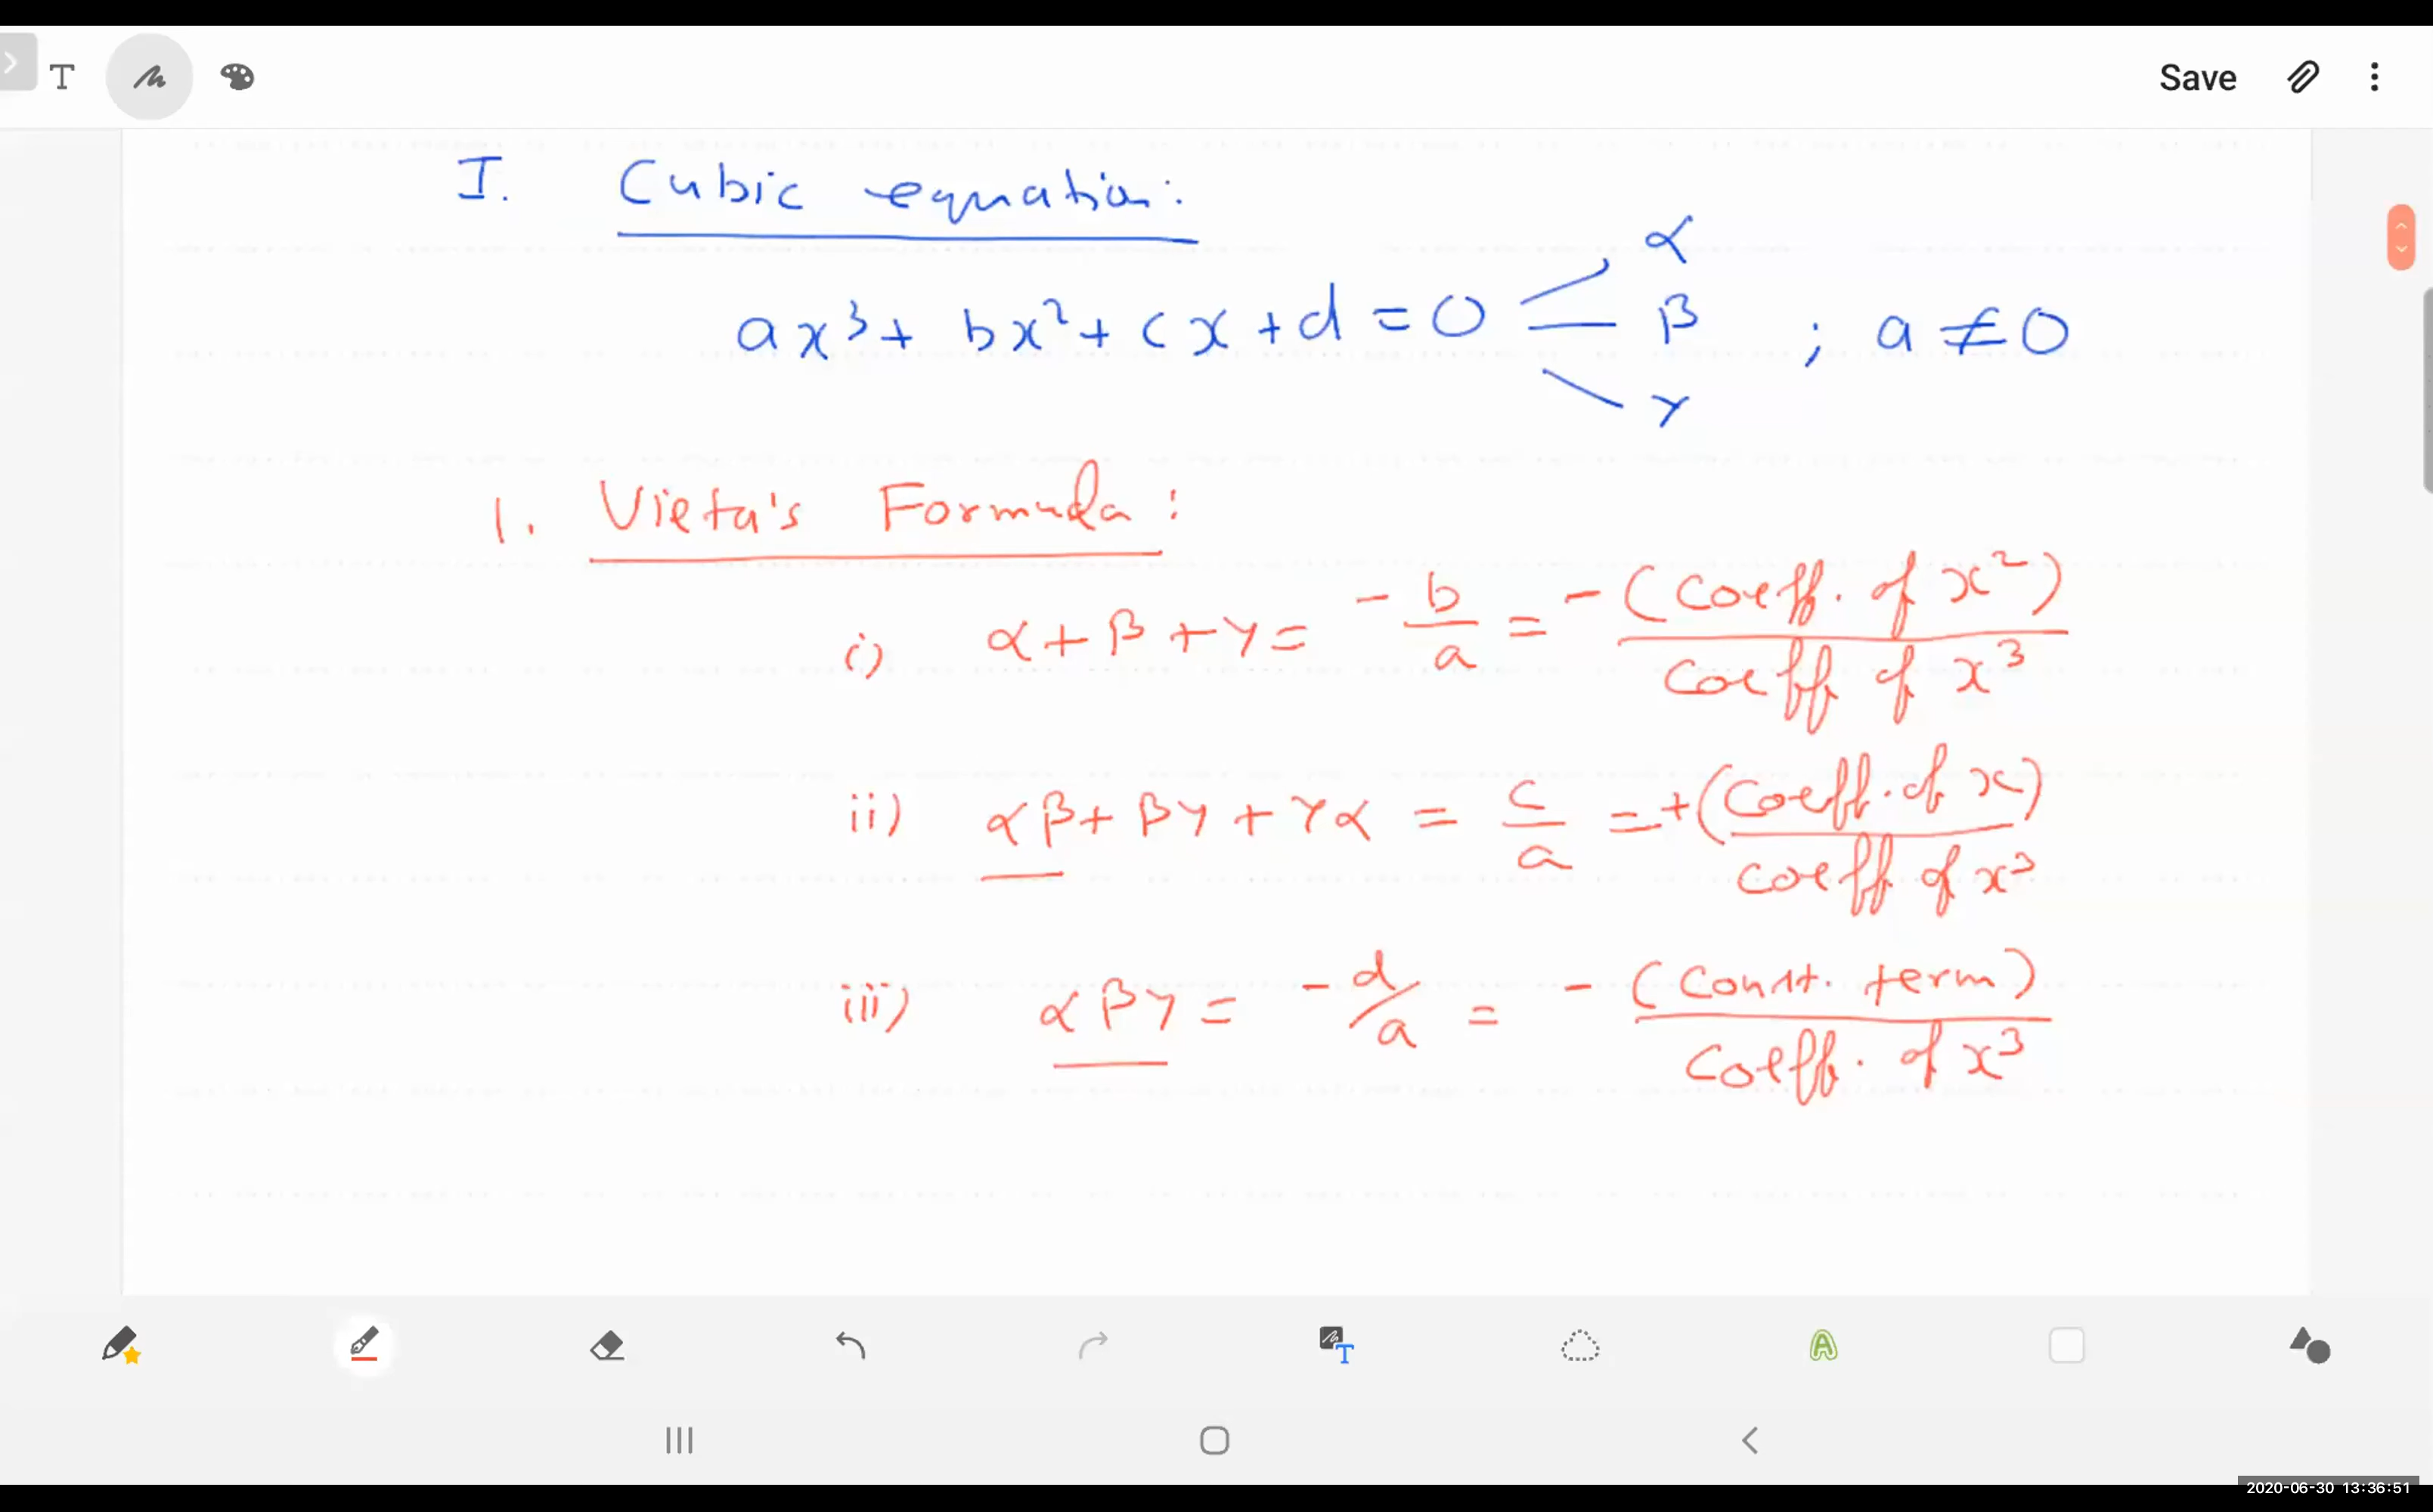 T
Save
I. Cubic equation:
α
ax³ + bx² + cx + d = 0 β ; a ≠ 0
γ
1. Vieta's Formula:
i) α + β + γ = - b/a = - (Coeff. of x²) / Coeff of x³
ii) αβ + βγ + γα = c/a = + (Coeff. of x) / Coeff of x³
iii) αβγ = - d/a = - (Const. term) / Coeff. of x³
2020-06-30 13:36:51